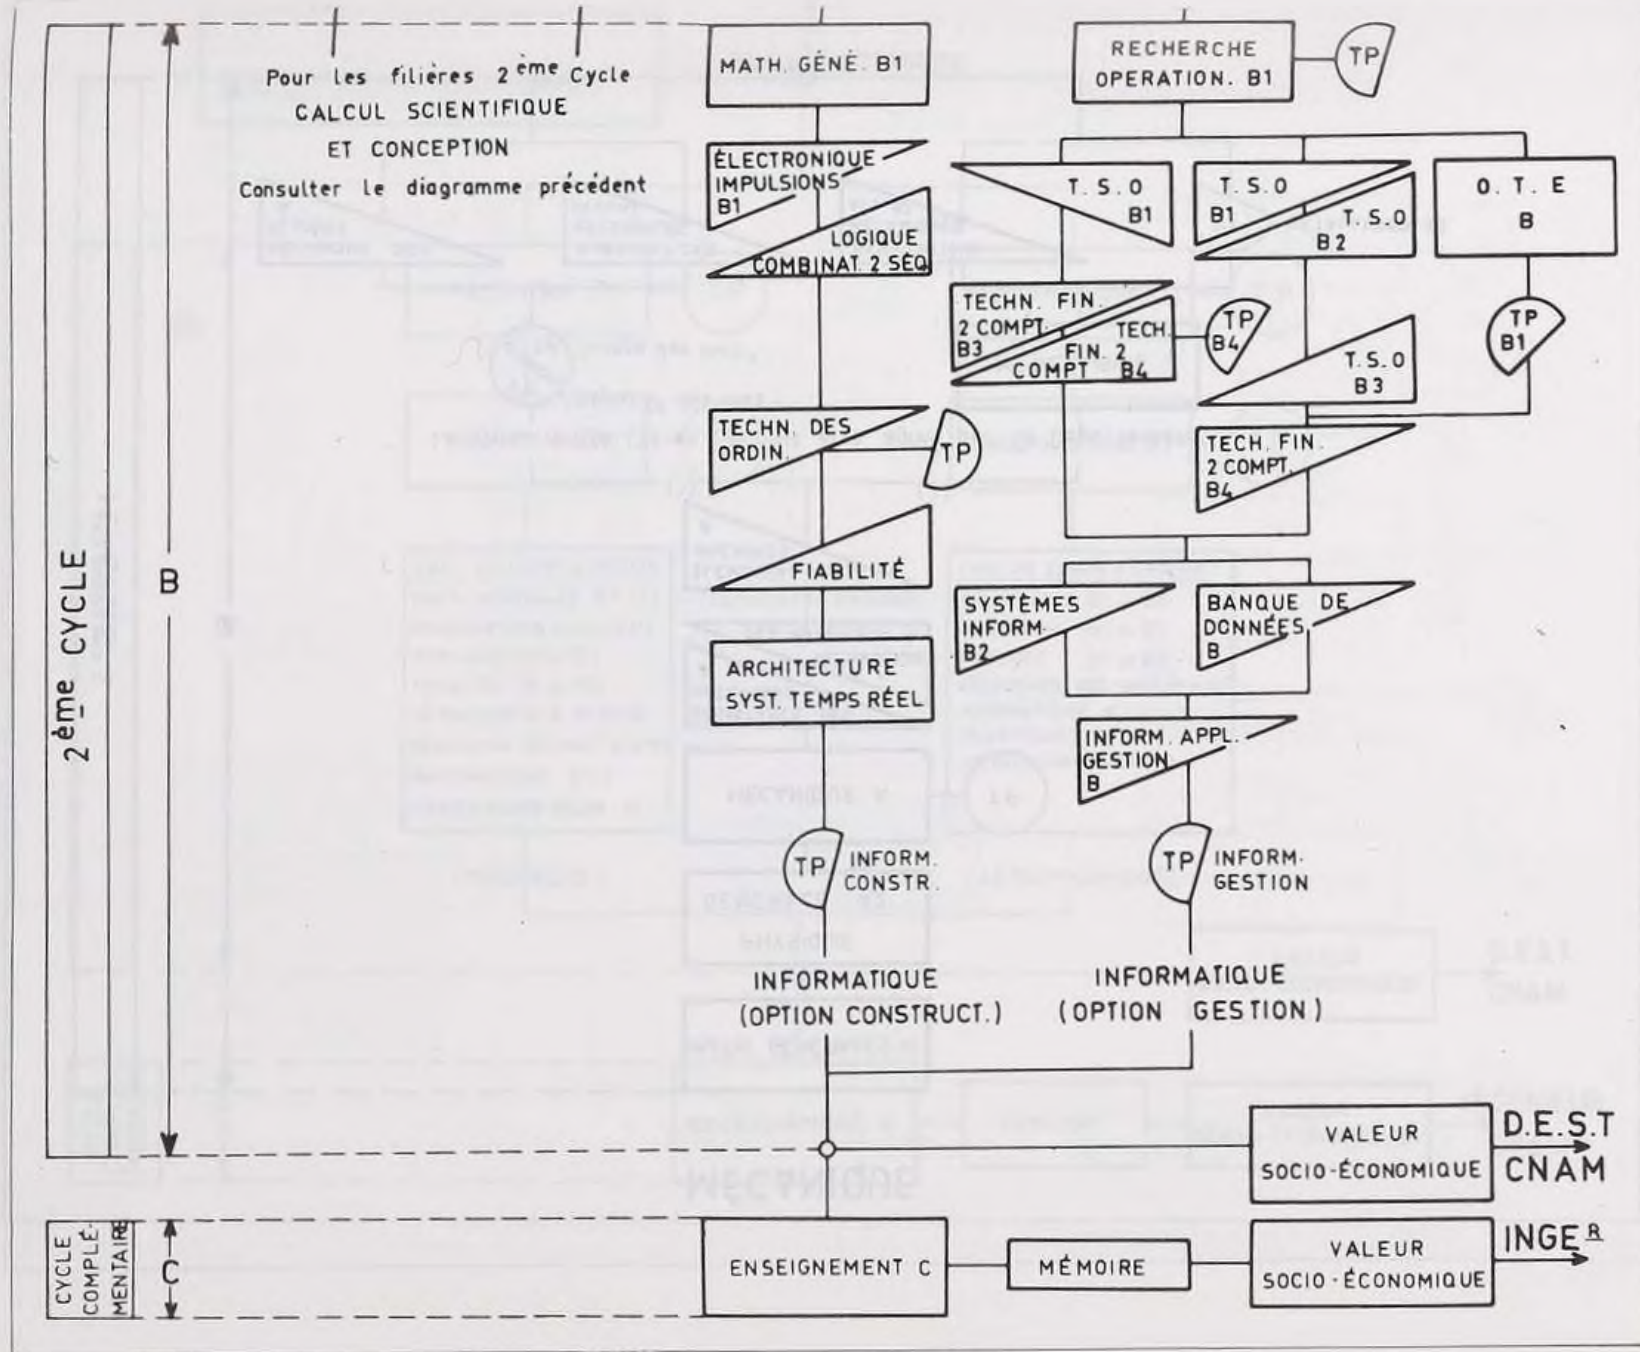 Pour les filières 2ème Cycle
CALCUL SCIENTIFIQUE
ET CONCEPTION
Consulter le diagramme précédent
2ème CYCLE
B
MATH. GÉNÉ. B1
ÉLECTRONIQUE
IMPULSIONS
B1
LOGIQUE
COMBINAT. 2 SÉQ.
TECHN. DES
ORDIN.
TP
FIABILITÉ
ARCHITECTURE
SYST. TEMPS RÉEL
TP
INFORM.
CONSTR.
INFORMATIQUE
(OPTION CONSTRUCT.)
RECHERCHE
OPERATION. B1
TP
T.S.O
B1
T.S.O
B1
T.S.O
B2
O.T.E
B
TECHN. FIN.
2 COMPT.
B3
TECH.
FIN. 2
COMPT B4
TP
B4
T.S.O
B3
TP
B1
TECH. FIN.
2 COMPT.
B4
SYSTÈMES
INFORM.
B2
BANQUE DE
DONNÉES
B
INFORM. APPL.
GESTION
B
TP
INFORM.
GESTION
INFORMATIQUE
(OPTION GESTION)
VALEUR
SOCIO-ÉCONOMIQUE
D.E.S.T
CNAM
CYCLE
COMPLÉ-
MENTAIRE
C
ENSEIGNEMENT C
MÉMOIRE
VALEUR
SOCIO-ÉCONOMIQUE
INGER